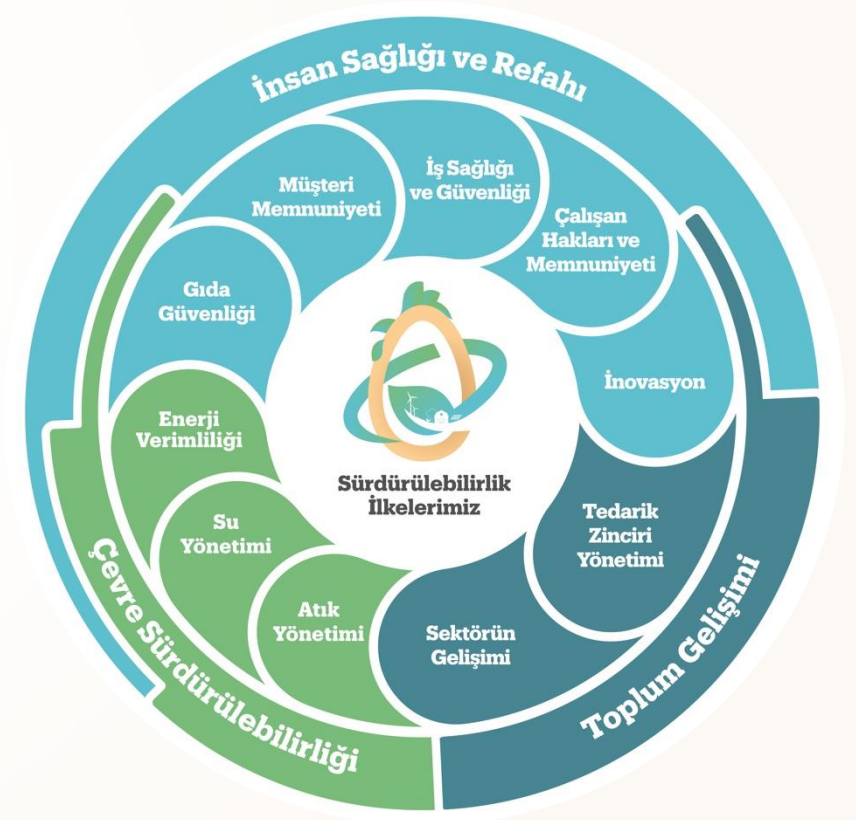 İnsan Sağlığı ve Refahı
Müşteri
Memnuniyeti
İş Sağlığı
ve Güvenliği
Çalışan
Hakları ve
Memnuniyeti
Gıda
Güvenliği
İnovasyon
Enerji
Verimliliği
Sürdürülebilirlik
İlkelerimiz
Su
Yönetimi
Tedarik
Zinciri
Yönetimi
Atık
Yönetimi
Sektörün
Gelişimi
Çevre Sürdürülebilirliği
Toplum Gelişimi